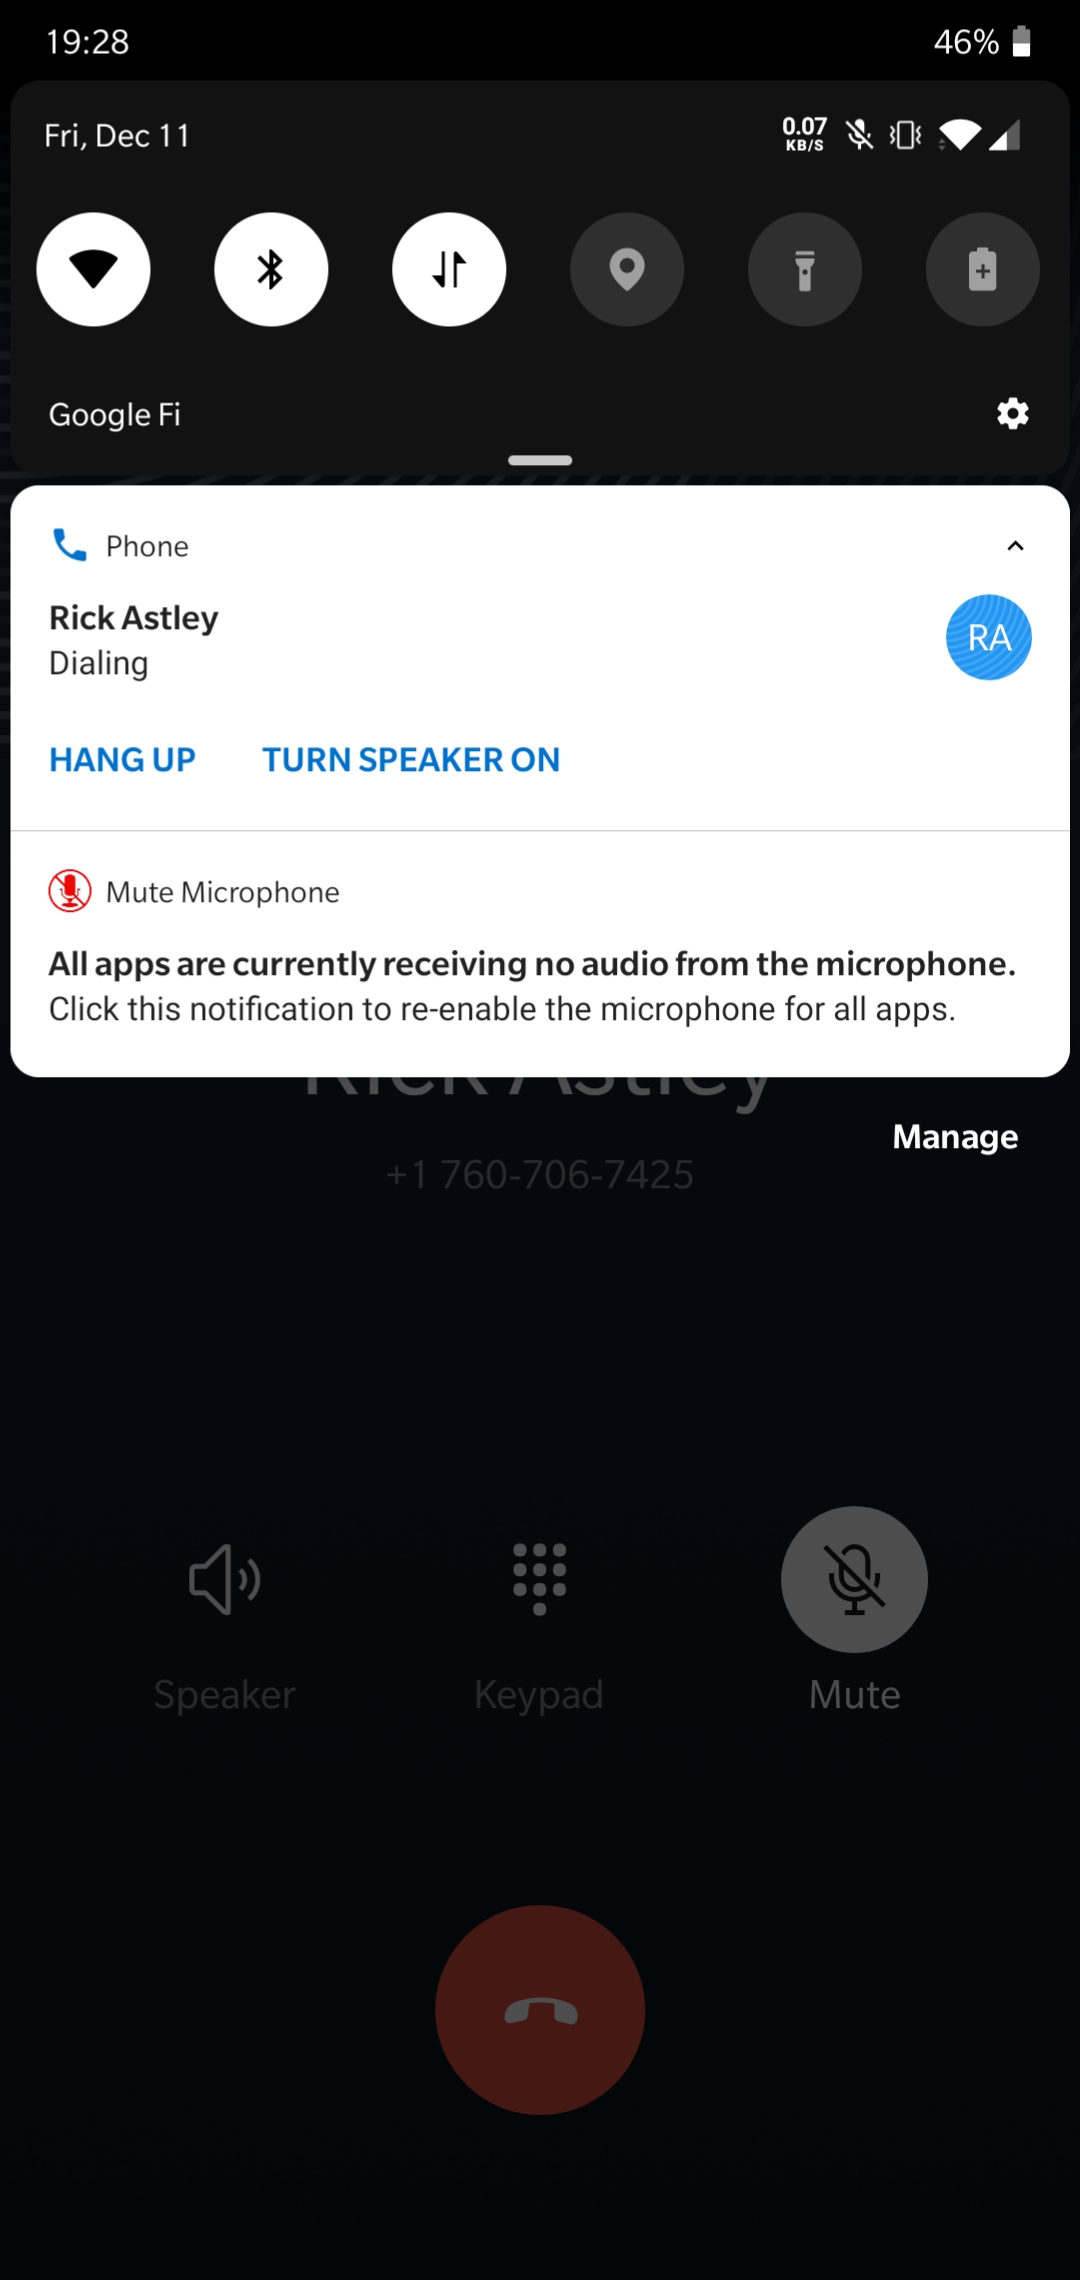 19:28
46%
Fri, Dec 11
0.07
KB/S
Google Fi
Phone
Rick Astley
RA
Dialing
HANG UP
TURN SPEAKER ON
Mute Microphone
All apps are currently receiving no audio from the microphone.
Click this notification to re-enable the microphone for all apps.
Rick Astley
Manage
+1 760-706-7425
Speaker
Keypad
Mute